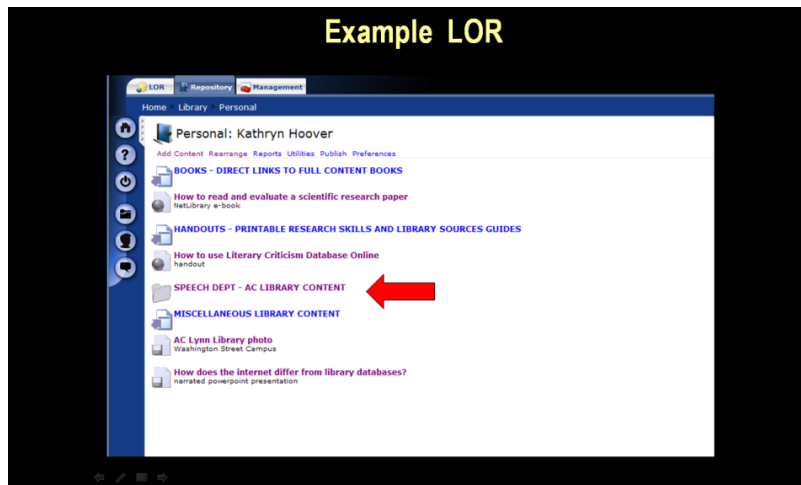 Example LOR
LOR Repository Management
Home Library Personal
Personal: Kathryn Hoover
Add Content Rearrange Reports Utilities Publish Preferences
BOOKS - DIRECT LINKS TO FULL CONTENT BOOKS
How to read and evaluate a scientific research paper
NetLibrary e-book
HANDOUTS - PRINTABLE RESEARCH SKILLS AND LIBRARY SOURCES GUIDES
How to use Literary Criticism Database Online
handout
SPEECH DEPT - AC LIBRARY CONTENT
MISCELLANEOUS LIBRARY CONTENT
AC Lynn Library photo
Washington Street Campus
How does the internet differ from library databases?
narrated powerpoint presentation